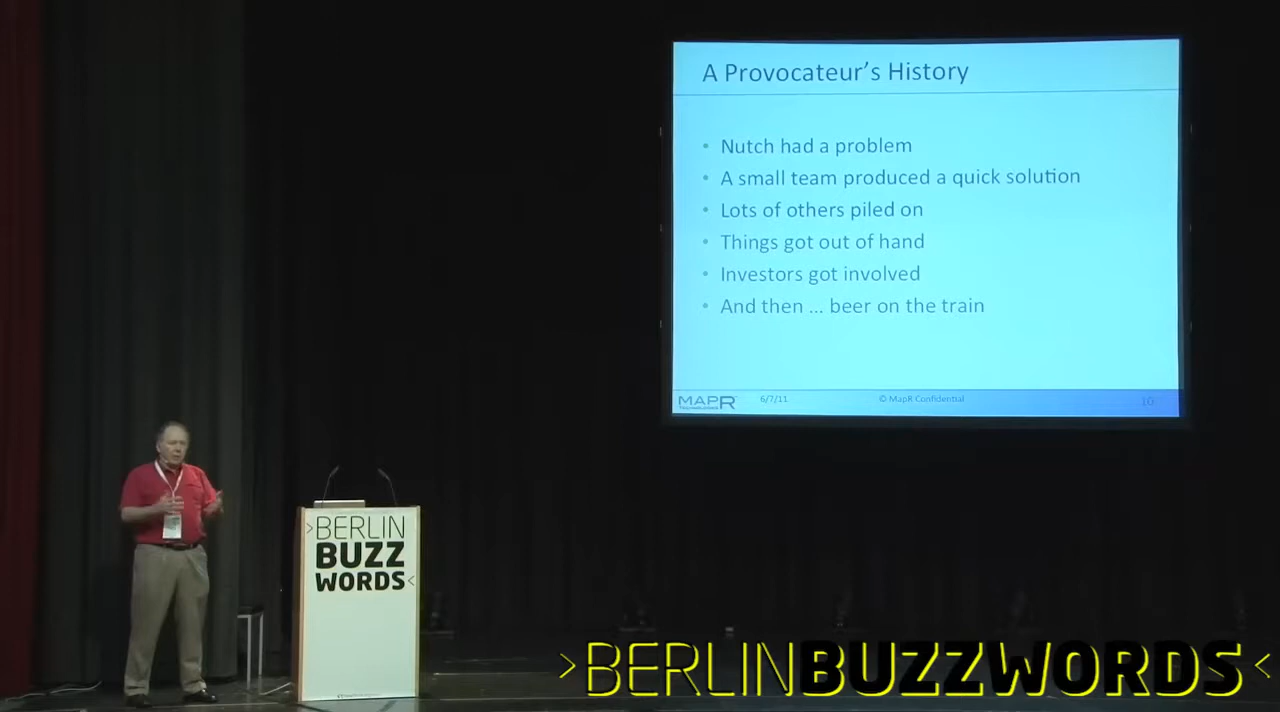 A Provocateur's History
• Nutch had a problem
• A small team produced a quick solution
• Lots of others piled on
• Things got out of hand
• Investors got involved
• And then ... beer on the train
MAPR
TECHNOLOGIES
6/7/11
© MapR Confidential
10
>BERLIN
BUZZ
WORDS<
>BERLINBUZZWORDS<